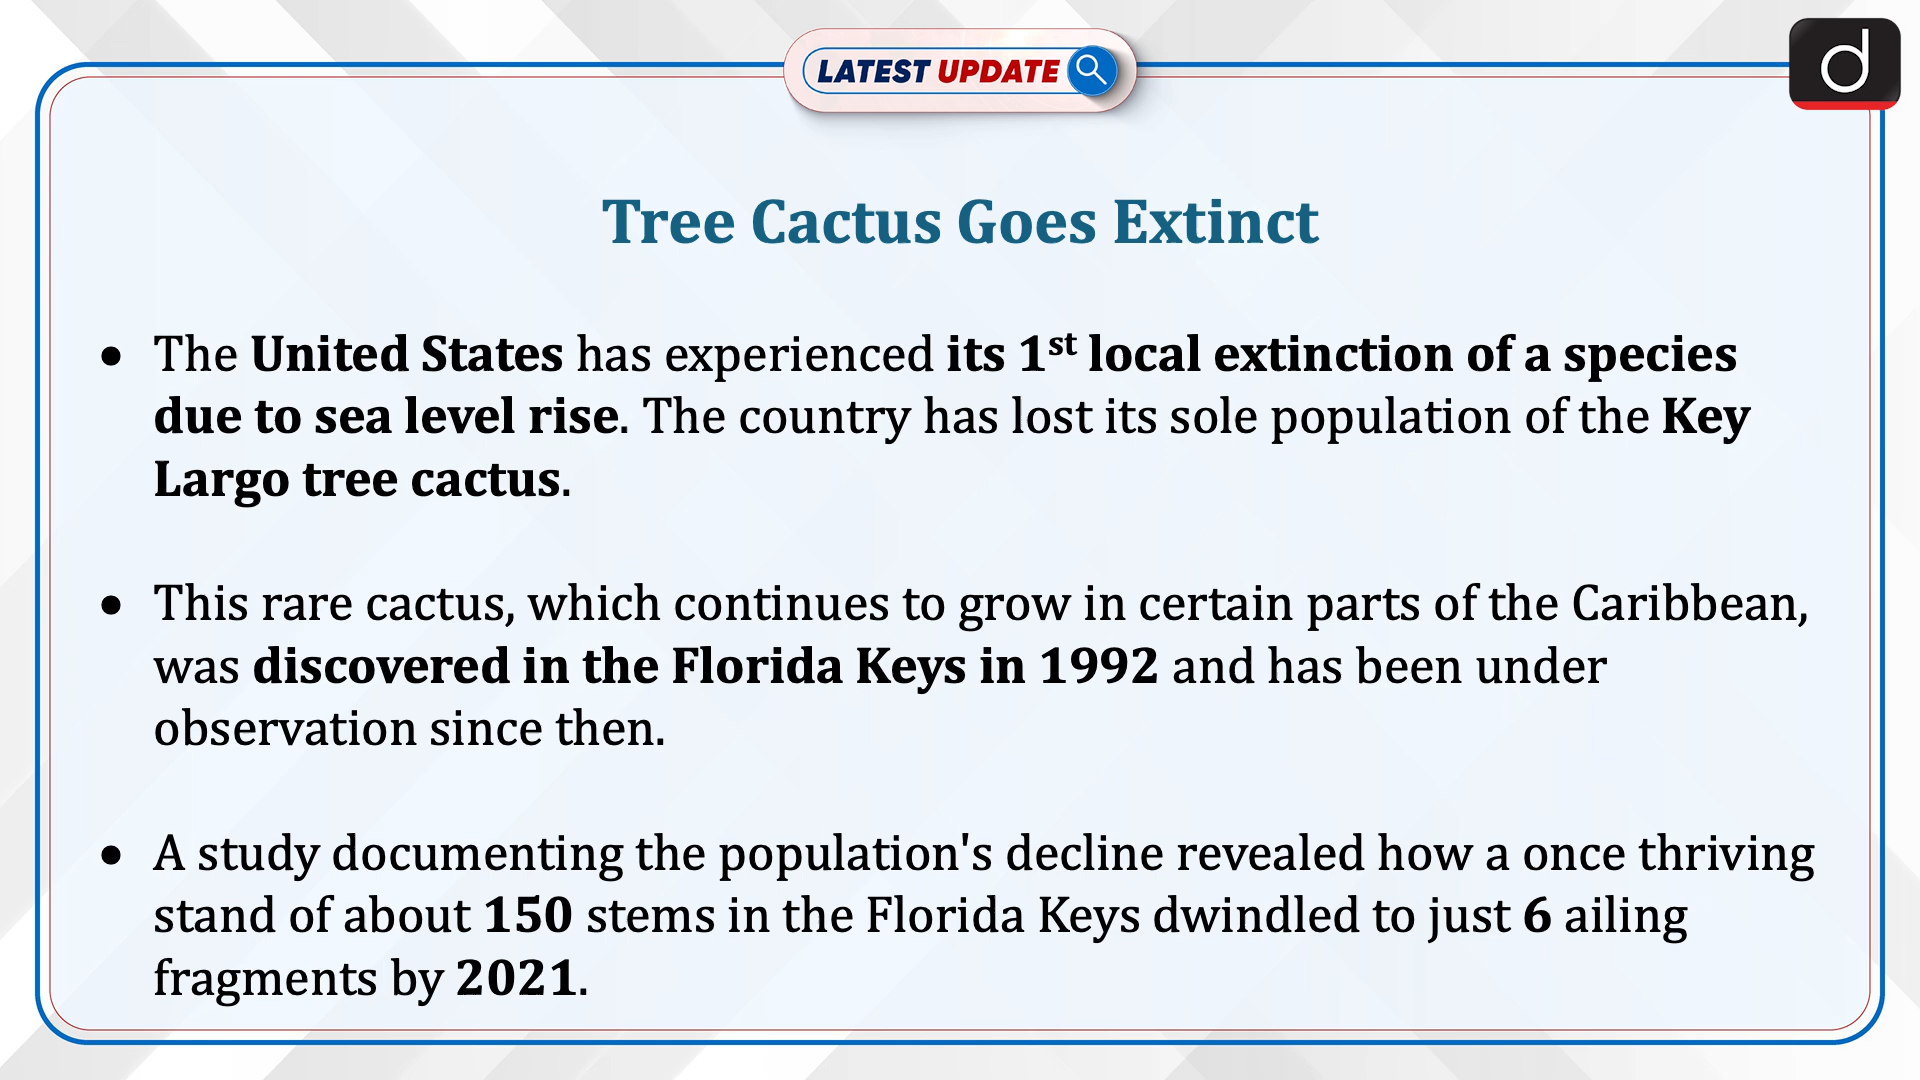 LATEST UPDATE
d
Tree Cactus Goes Extinct
• The United States has experienced its 1st local extinction of a species
due to sea level rise. The country has lost its sole population of the Key
Largo tree cactus.
• This rare cactus, which continues to grow in certain parts of the Caribbean,
was discovered in the Florida Keys in 1992 and has been under
observation since then.
• A study documenting the population's decline revealed how a once thriving
stand of about 150 stems in the Florida Keys dwindled to just 6 ailing
fragments by 2021.